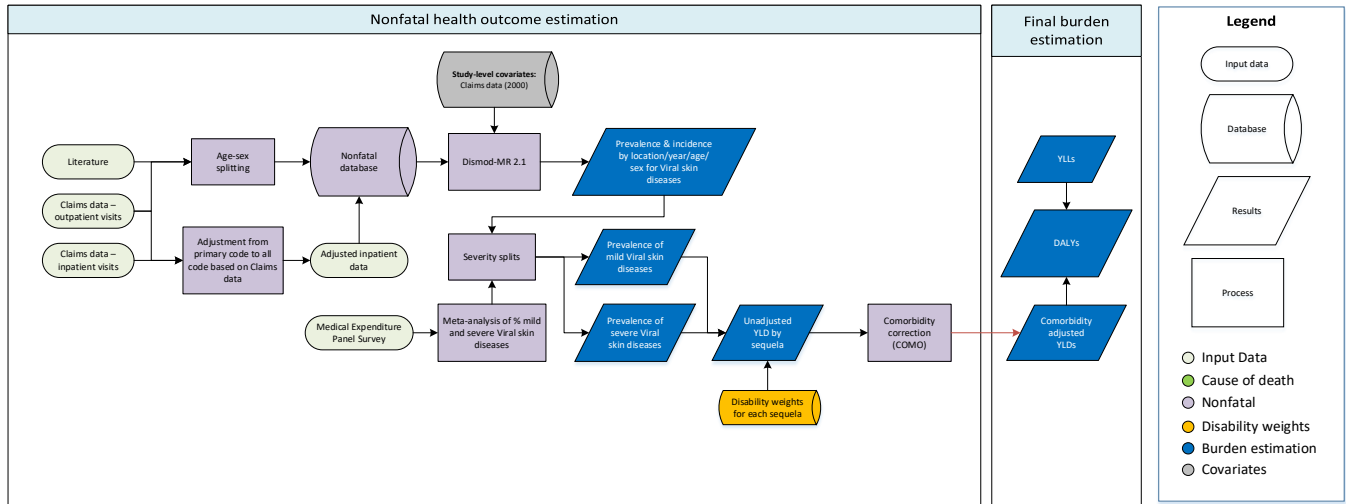 Nonfatal health outcome estimation
Final burden
estimation
Legend
Study-level covariates:
Claims data (2000)
Literature
Age-sex
splitting
Nonfatal
database
Dismod-MR 2.1
Prevalence & incidence
by location/year/age/
sex for Viral skin
diseases
Claims data –
outpatient visits
Claims data –
inpatient visits
Adjustment from
primary code to all
code based on Claims
data
Adjusted inpatient
data
Severity splits
Prevalence of
mild Viral skin
diseases
Medical Expenditure
Panel Survey
Meta-analysis of % mild
and severe Viral skin
diseases
Prevalence of
severe Viral
skin diseases
Unadjusted
YLD by
sequela
Comorbidity
correction
(COMO)
Disability weights
for each sequela
YLLs
DALYs
Comorbidity
adjusted
YLDs
Input data
Database
Results
Process
Input Data
Cause of death
Nonfatal
Disability weights
Burden estimation
Covariates